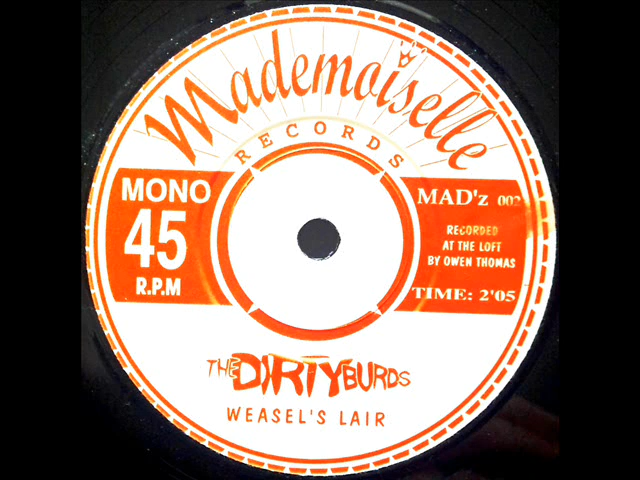 Mademoiselle
RECORDS
MONO
45
R.P.M
MAD'z 002
RECORDED
AT THE LOFT
BY OWEN THOMAS
TIME: 2'05
THE DIRTY BURDS
WEASEL'S LAIR